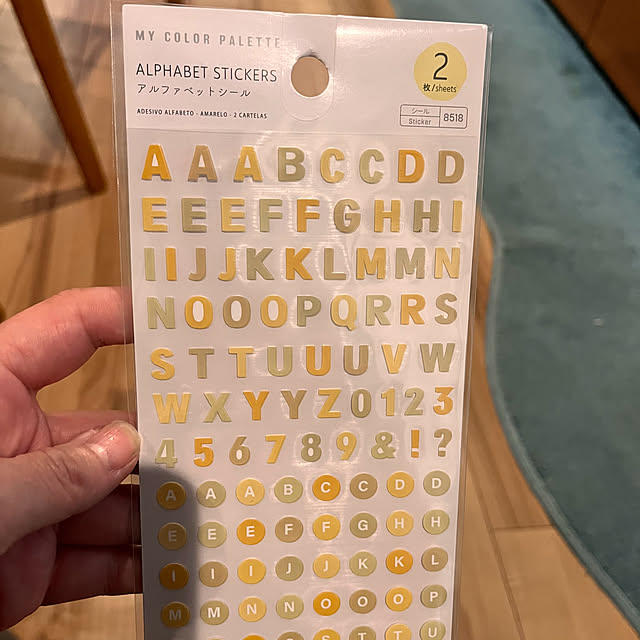 MY COLOR PALETTE
ALPHABET STICKERS
アルファベットシール
ADESIVO ALFABETO - AMARELO - 2 CARTELAS
2
枚/sheets
シール
Sticker
8518
A A A B C C D D
E E E F F G H H I
I I J J K K L M M N
N O O O P Q R R S
S T T T U U U V W
W X Y Y Z 0 1 2 3
4 5 6 7 8 9 & ! ?
A A A B C C D D
E E E F F G H H
I I I J J K K L
M M N N O O O P
S S T T U